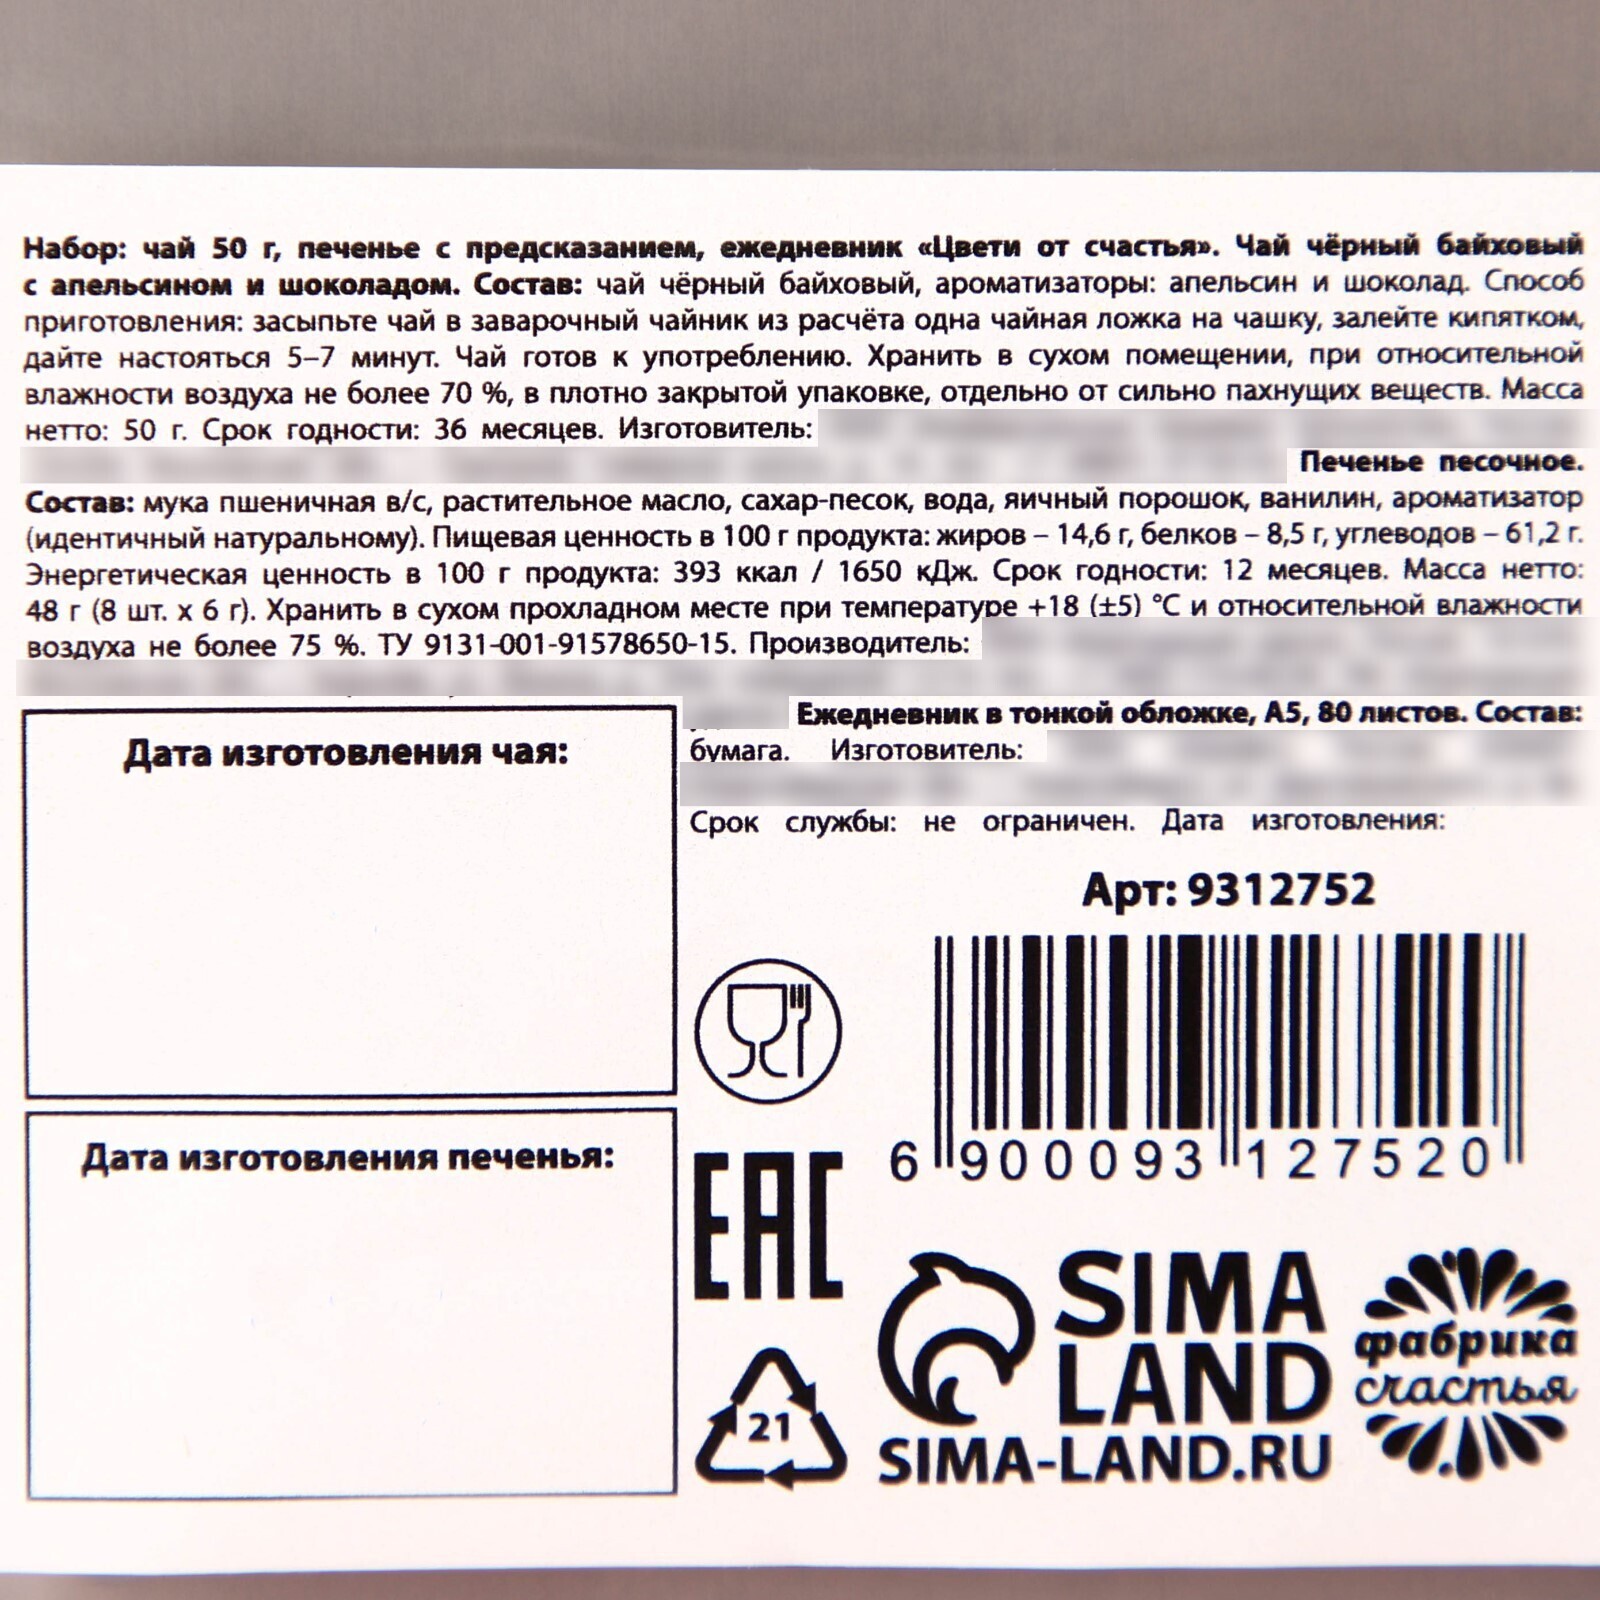 Набор: чай 50 г, печенье с предсказанием, ежедневник «Цвети от счастья». Чай чёрный байховый
с апельсином и шоколадом. Состав: чай чёрный байховый, ароматизаторы: апельсин и шоколад. Способ
приготовления: засыпьте чай в заварочный чайник из расчёта одна чайная ложка на чашку, залейте кипятком,
дайте настояться 5–7 минут. Чай готов к употреблению. Хранить в сухом помещении, при относительной
влажности воздуха не более 70 %, в плотно закрытой упаковке, отдельно от сильно пахнущих веществ. Масса
нетто: 50 г. Срок годности: 36 месяцев. Изготовитель:
Печенье песочное.
Состав: мука пшеничная в/с, растительное масло, сахар-песок, вода, яичный порошок, ванилин, ароматизатор
(идентичный натуральному). Пищевая ценность в 100 г продукта: жиров – 14,6 г, белков – 8,5 г, углеводов – 61,2 г.
Энергетическая ценность в 100 г продукта: 393 ккал / 1650 кДж. Срок годности: 12 месяцев. Масса нетто:
48 г (8 шт. х 6 г). Хранить в сухом прохладном месте при температуре +18 (±5) °С и относительной влажности
воздуха не более 75 %. ТУ 9131-001-91578650-15. Производитель:
Ежедневник в тонкой обложке, А5, 80 листов. Состав:
бумага. Изготовитель:
Срок службы: не ограничен. Дата изготовления:
Дата изготовления чая:
Дата изготовления печенья:
Арт: 9312752
6 900093 127520
EAC
21
SIMA
LAND
SIMA-LAND.RU
фабрика
счастья